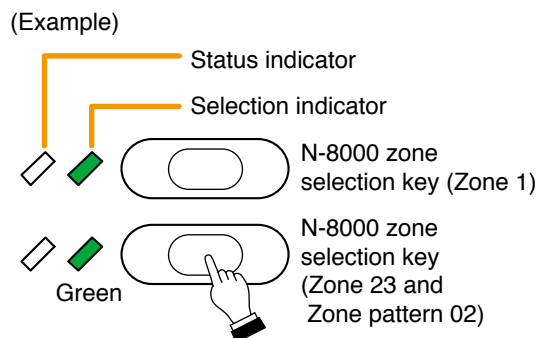 (Example)
Status indicator
Selection indicator
N-8000 zone
selection key (Zone 1)
N-8000 zone
selection key
(Zone 23 and
Zone pattern 02)
Green